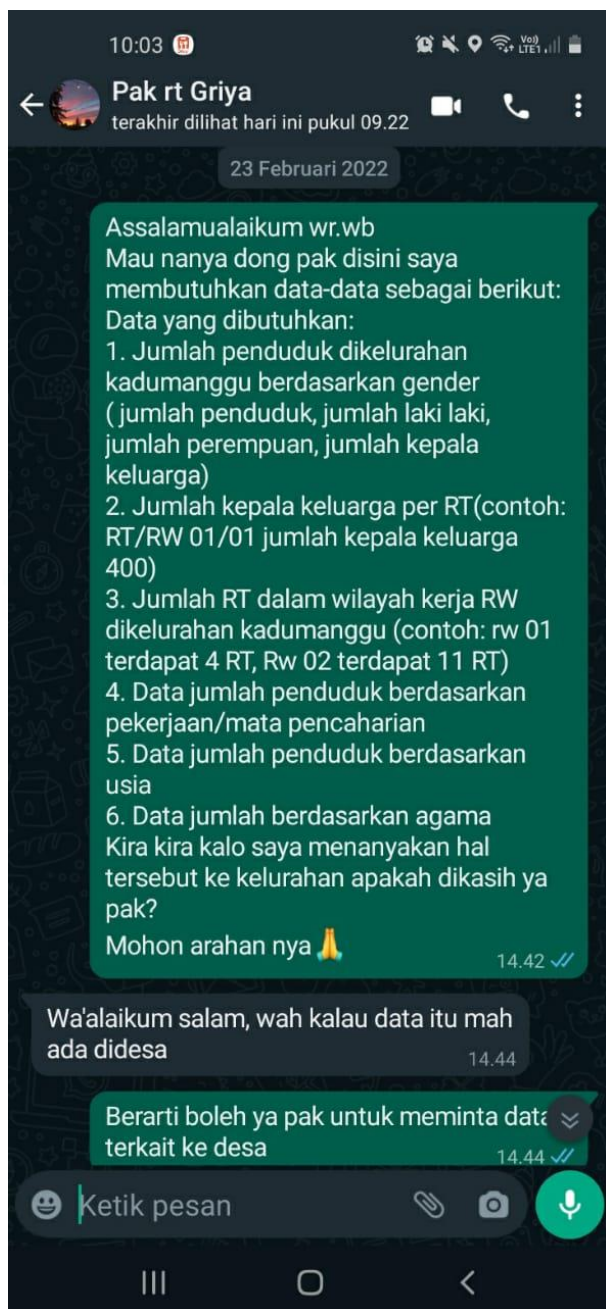 10:03
Vo)) LTE1
Pak rt Griya
terakhir dilihat hari ini pukul 09.22
23 Februari 2022
Assalamualaikum wr.wb
Mau nanya dong pak disini saya
membutuhkan data-data sebagai berikut:
Data yang dibutuhkan:
1. Jumlah penduduk dikelurahan
kadumanggu berdasarkan gender
( jumlah penduduk, jumlah laki laki,
jumlah perempuan, jumlah kepala
keluarga)
2. Jumlah kepala keluarga per RT(contoh:
RT/RW 01/01 jumlah kepala keluarga
400)
3. Jumlah RT dalam wilayah kerja RW
dikelurahan kadumanggu (contoh: rw 01
terdapat 4 RT, Rw 02 terdapat 11 RT)
4. Data jumlah penduduk berdasarkan
pekerjaan/mata pencaharian
5. Data jumlah penduduk berdasarkan
usia
6. Data jumlah berdasarkan agama
Kira kira kalo saya menanyakan hal
tersebut ke kelurahan apakah dikasih ya
pak?
Mohon arahan nya 🙏
14.42
Wa'alaikum salam, wah kalau data itu mah
ada didesa
14.44
Berarti boleh ya pak untuk meminta data
terkait ke desa
14.44
Ketik pesan